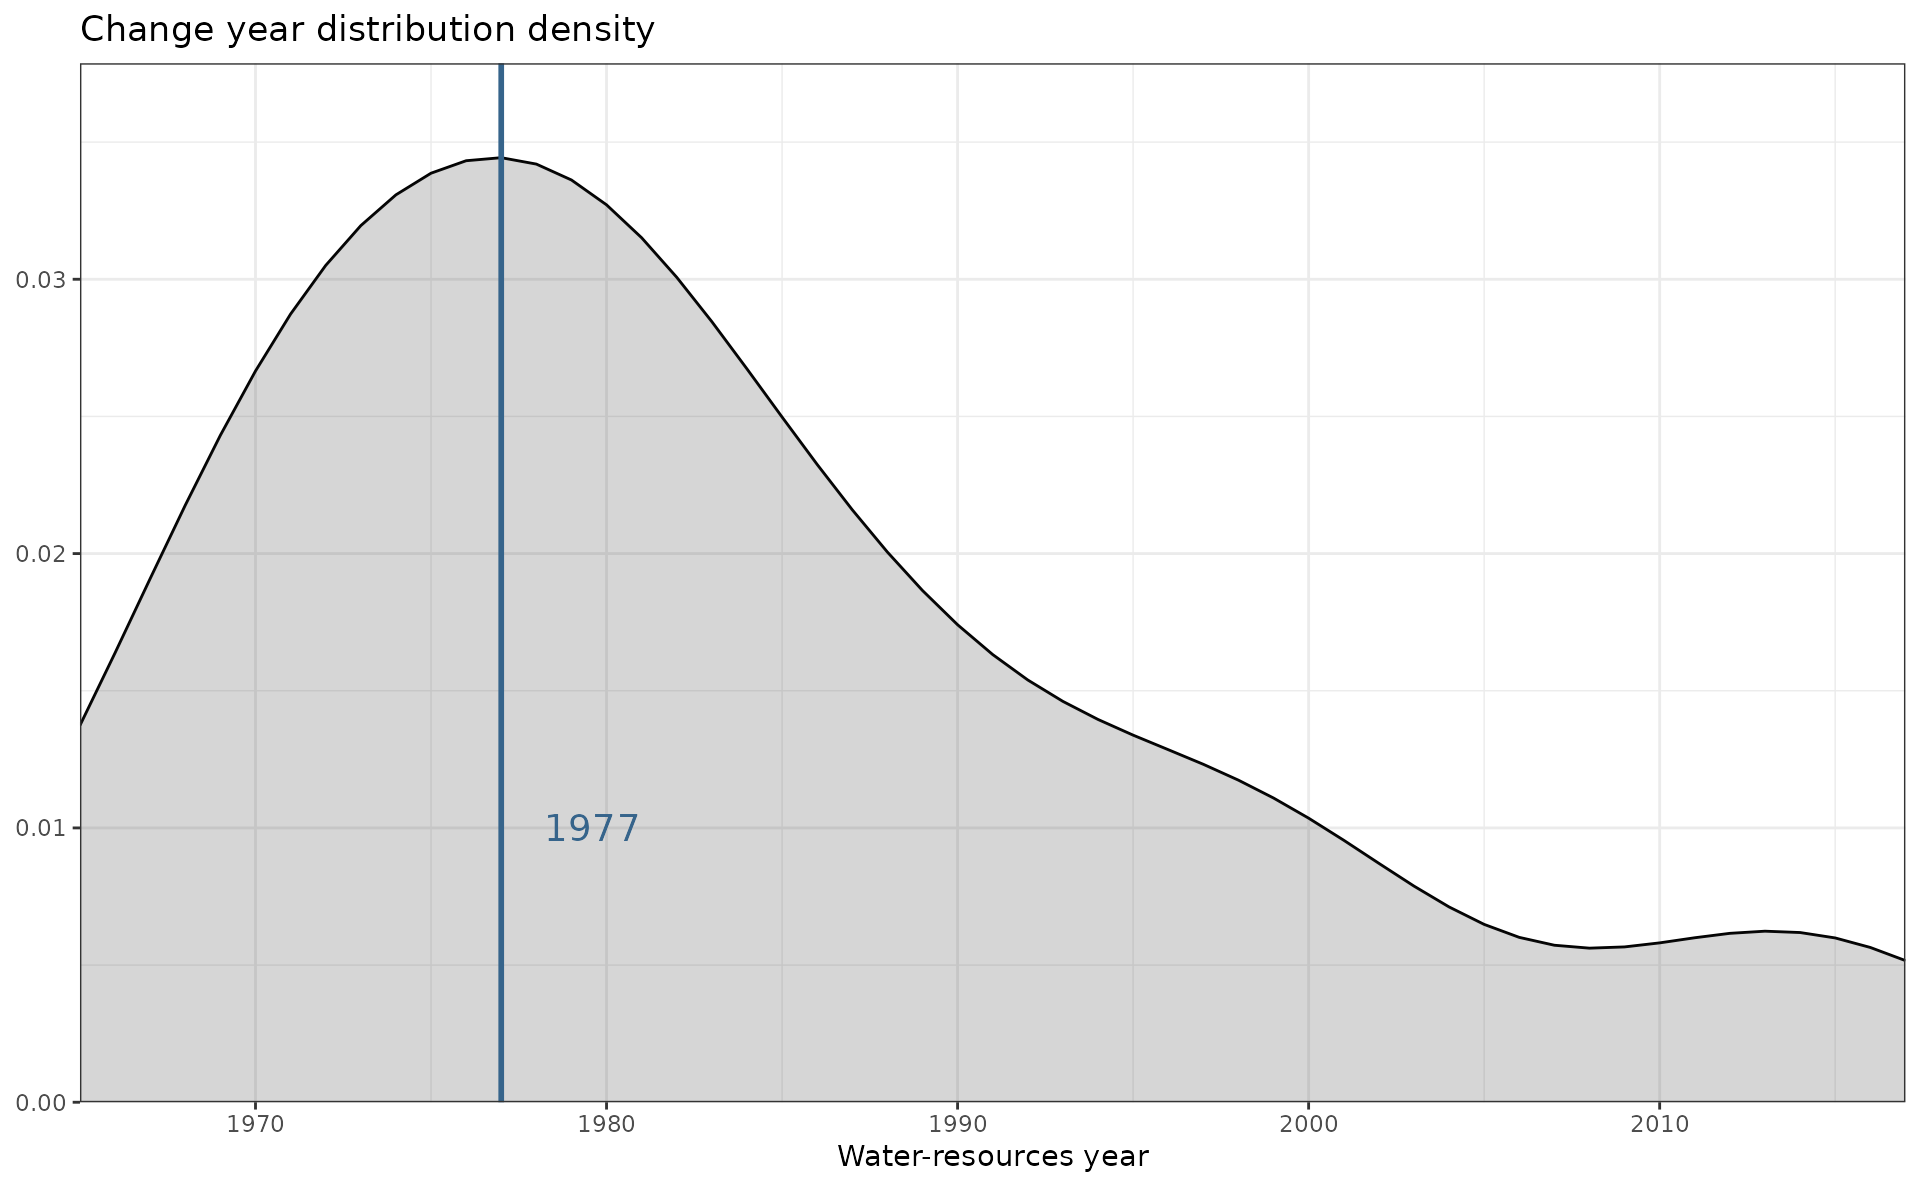 Change year distribution density
0.03
0.02
0.01
0.00
1977
1970 1980 1990 2000 2010
Water-resources year